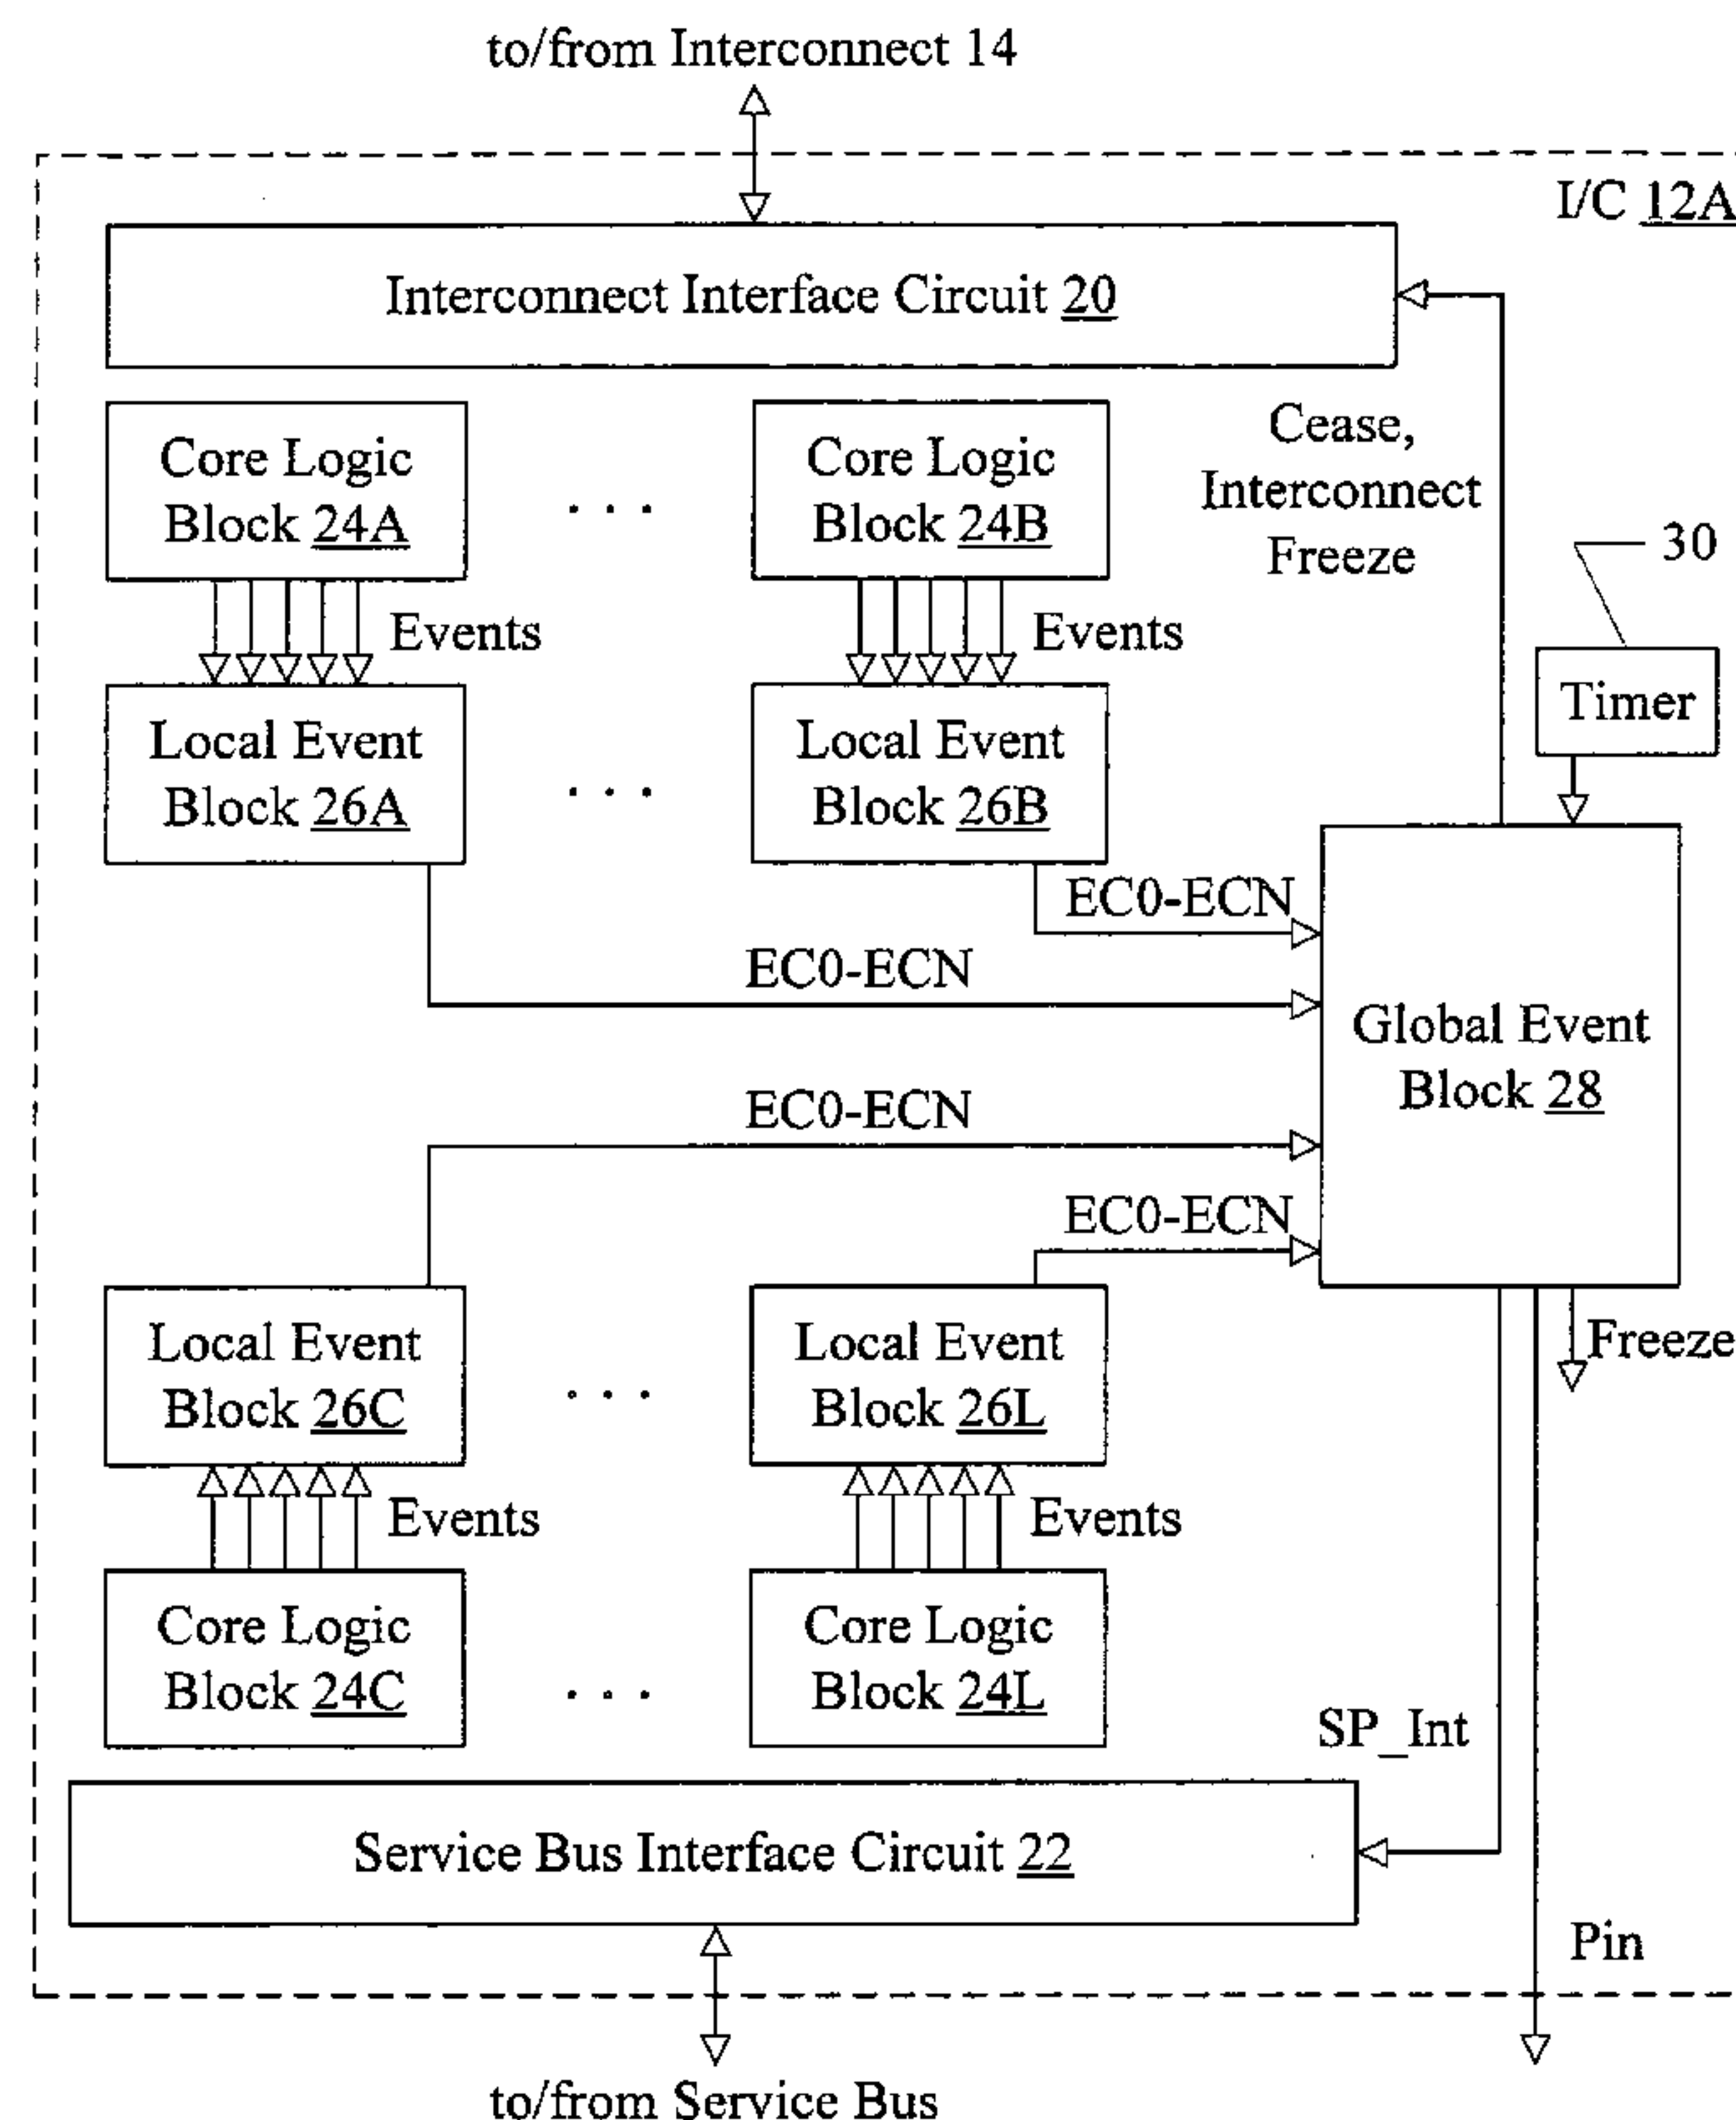 to/from Interconnect 14
I/C 12A
Interconnect Interface Circuit 20
Core Logic
Block 24A
. . .
Core Logic
Block 24B
Cease,
Interconnect
Freeze
30
Events
Events
Timer
Local Event
Block 26A
. . .
Local Event
Block 26B
EC0-ECN
EC0-ECN
Global Event
Block 28
EC0-ECN
EC0-ECN
Local Event
Block 26C
. . .
Local Event
Block 26L
Freeze
Events
Events
Core Logic
Block 24C
. . .
Core Logic
Block 24L
SP_Int
Service Bus Interface Circuit 22
Pin
to/from Service Bus